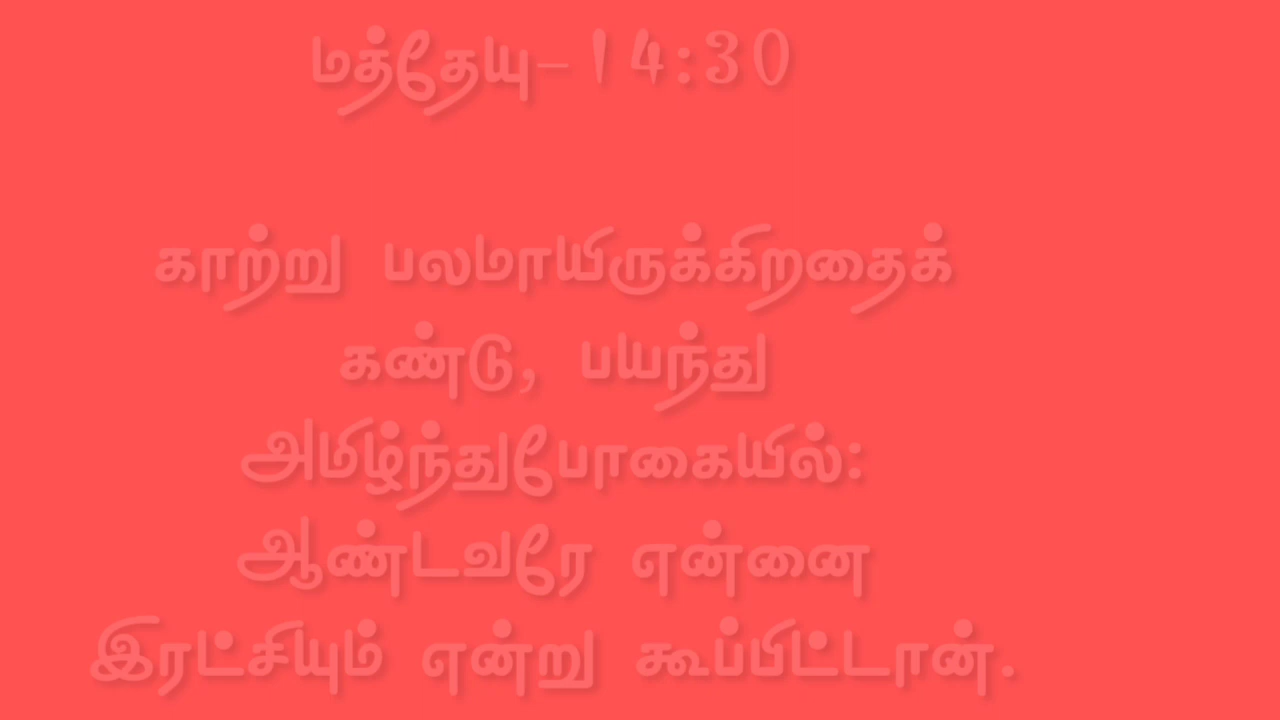 மத்தேயு-14:30
காற்று பலமாயிருக்கிறதைக்
கண்டு, பயந்து
அமிழ்ந்துபோகையில்:
ஆண்டவரே என்னை
இரட்சியும் என்று கூப்பிட்டான்.